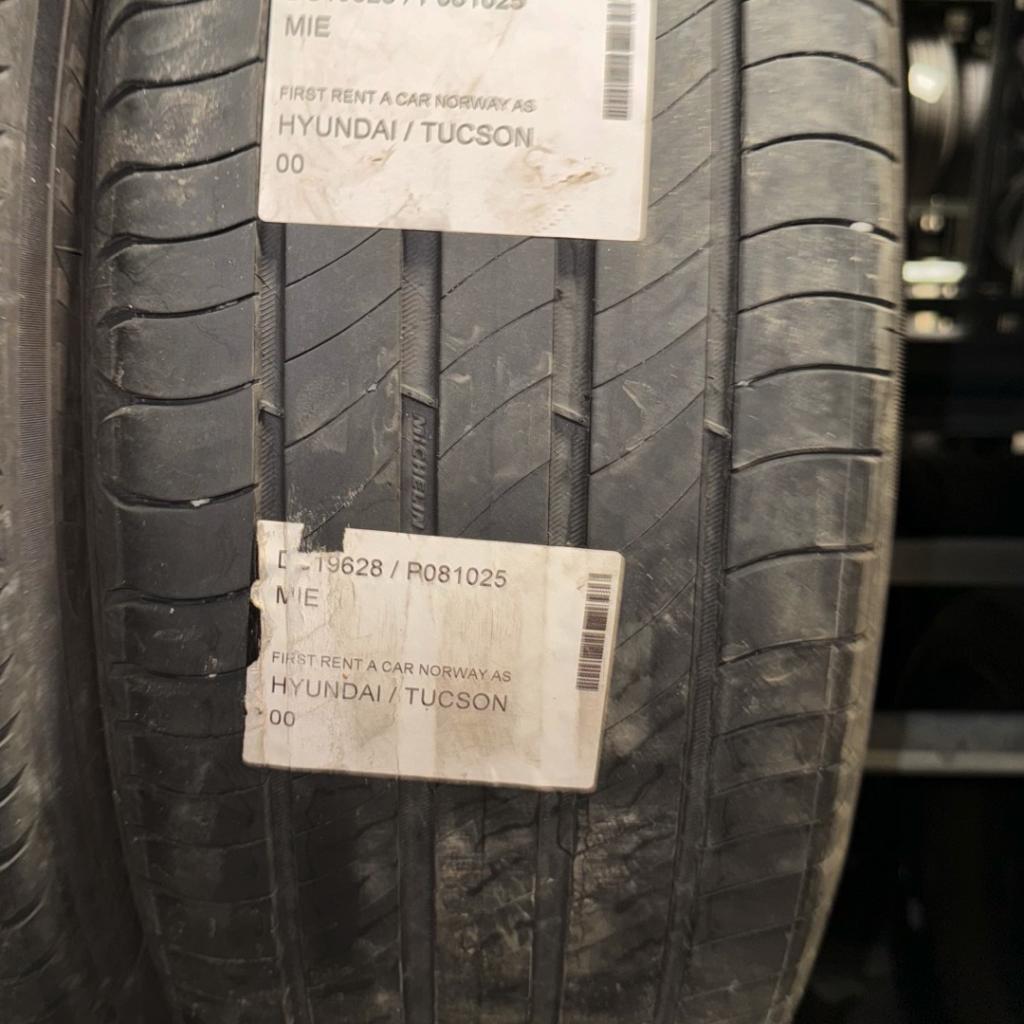 P081025
MIE
FIRST RENT A CAR NORWAY AS
HYUNDAI / TUCSON
00
MICHELIN
19628 / P081025
MIE
FIRST RENT A CAR NORWAY AS
HYUNDAI / TUCSON
00